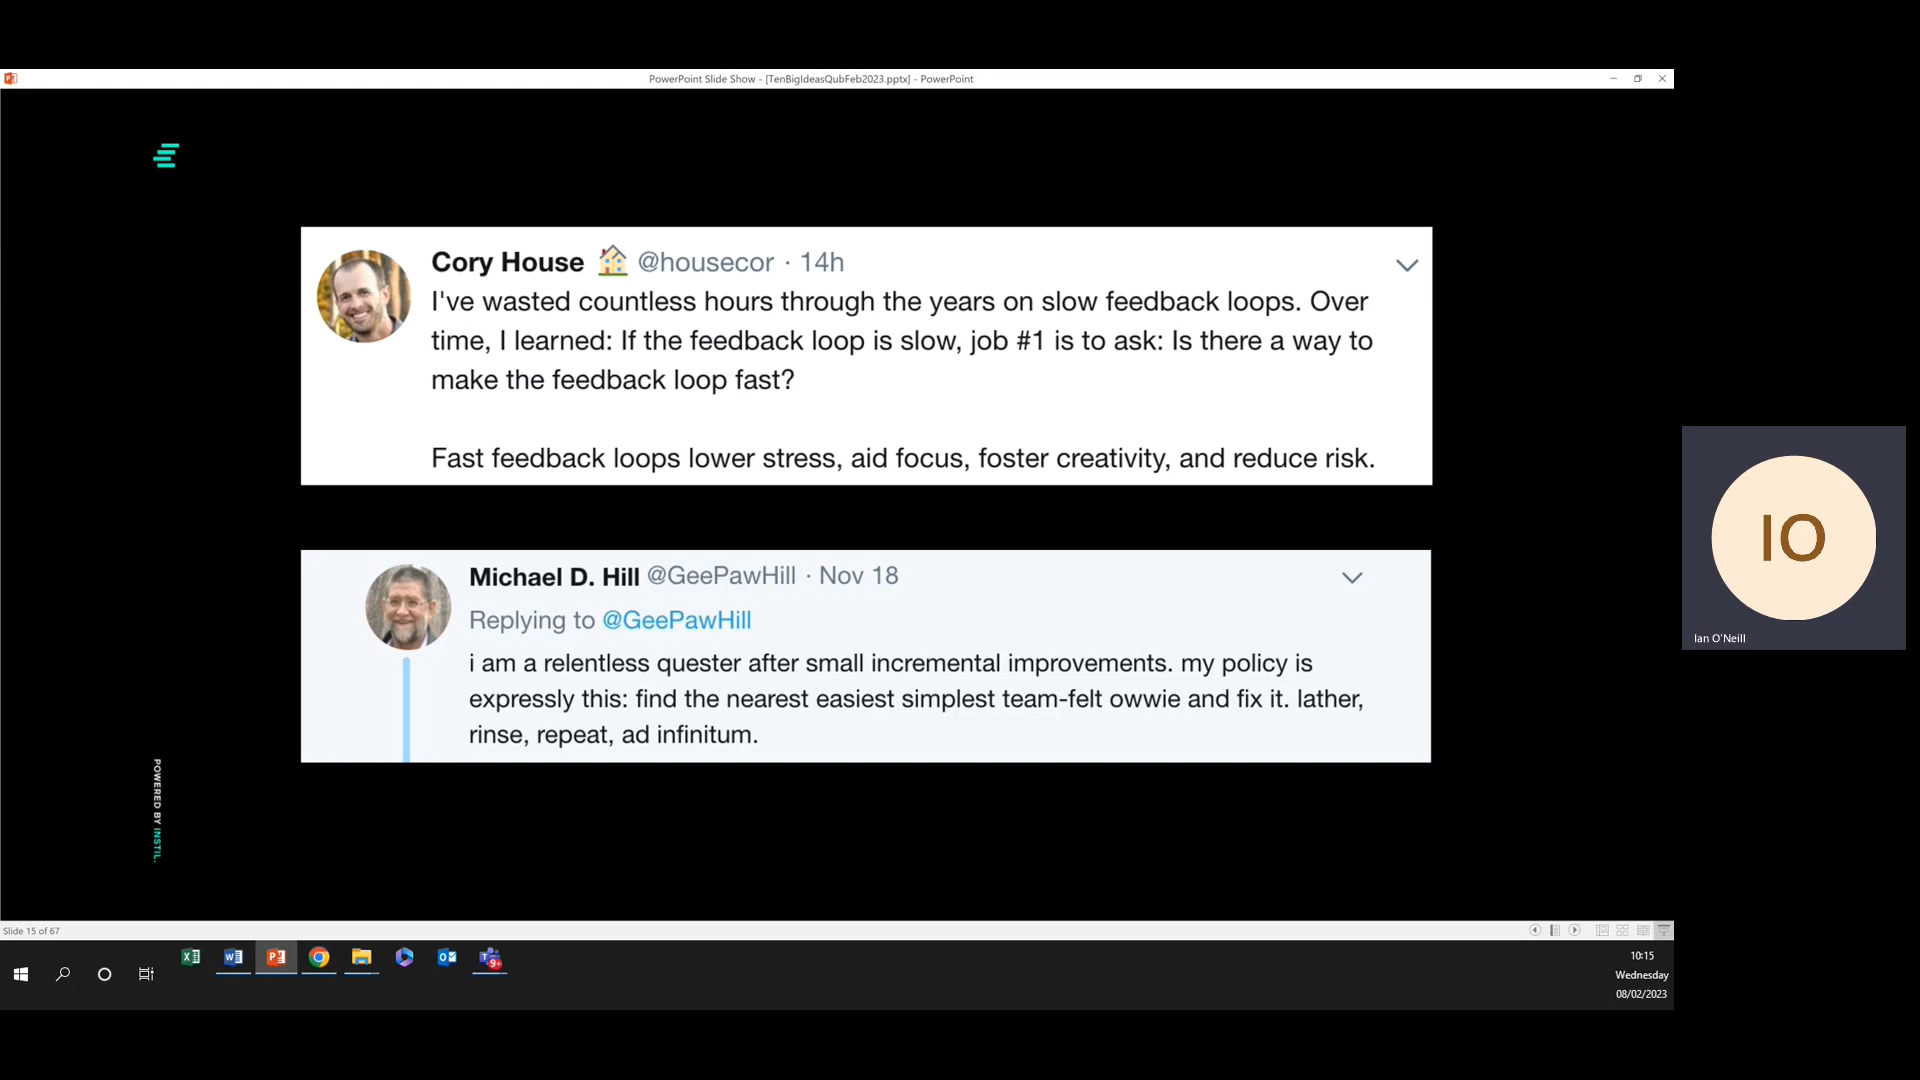 PowerPoint Slide Show - [TenBigIdeasQubFeb2023.pptx] - PowerPoint
Cory House 🏠 @housecor · 14h
I've wasted countless hours through the years on slow feedback loops. Over
time, I learned: If the feedback loop is slow, job #1 is to ask: Is there a way to
make the feedback loop fast?
Fast feedback loops lower stress, aid focus, foster creativity, and reduce risk.
Michael D. Hill @GeePawHill · Nov 18
Replying to @GeePawHill
i am a relentless quester after small incremental improvements. my policy is
expressly this: find the nearest easiest simplest team-felt owwie and fix it. lather,
rinse, repeat, ad infinitum.
POWERED BY INSTIL.
IO
Ian O'Neill
Slide 15 of 67
9+
10:15
Wednesday
08/02/2023